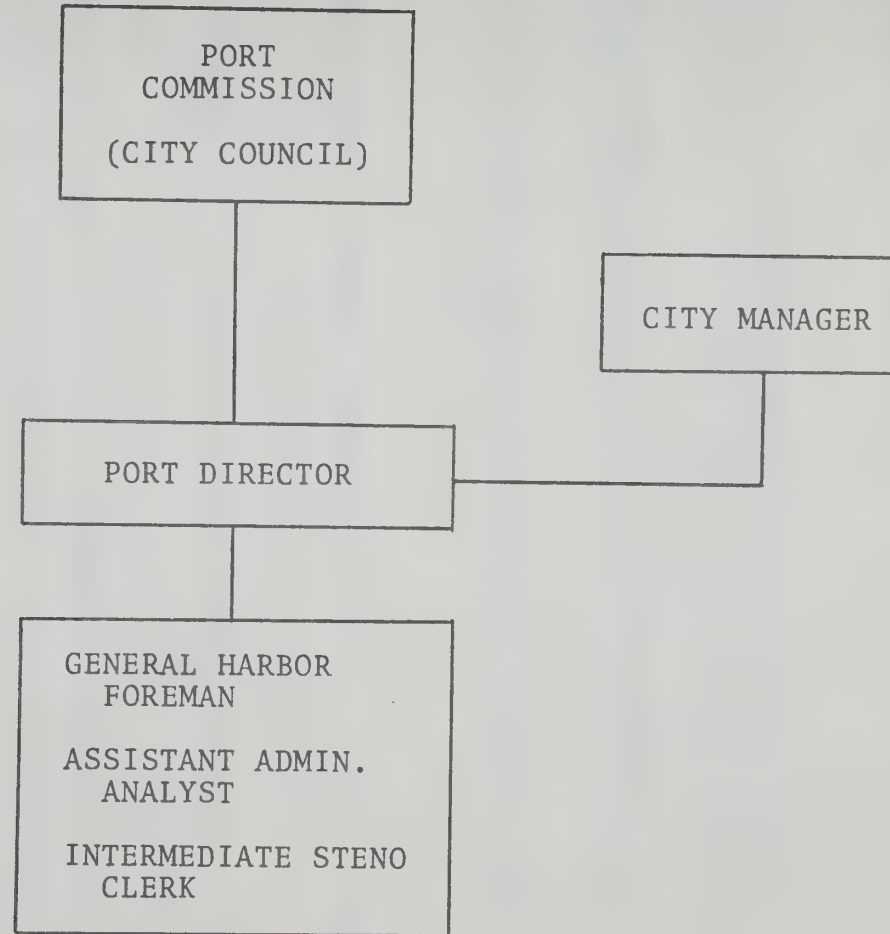 PORT
COMMISSION
(CITY COUNCIL)
CITY MANAGER
PORT DIRECTOR
GENERAL HARBOR
FOREMAN
ASSISTANT ADMIN.
ANALYST
INTERMEDIATE STENO
CLERK